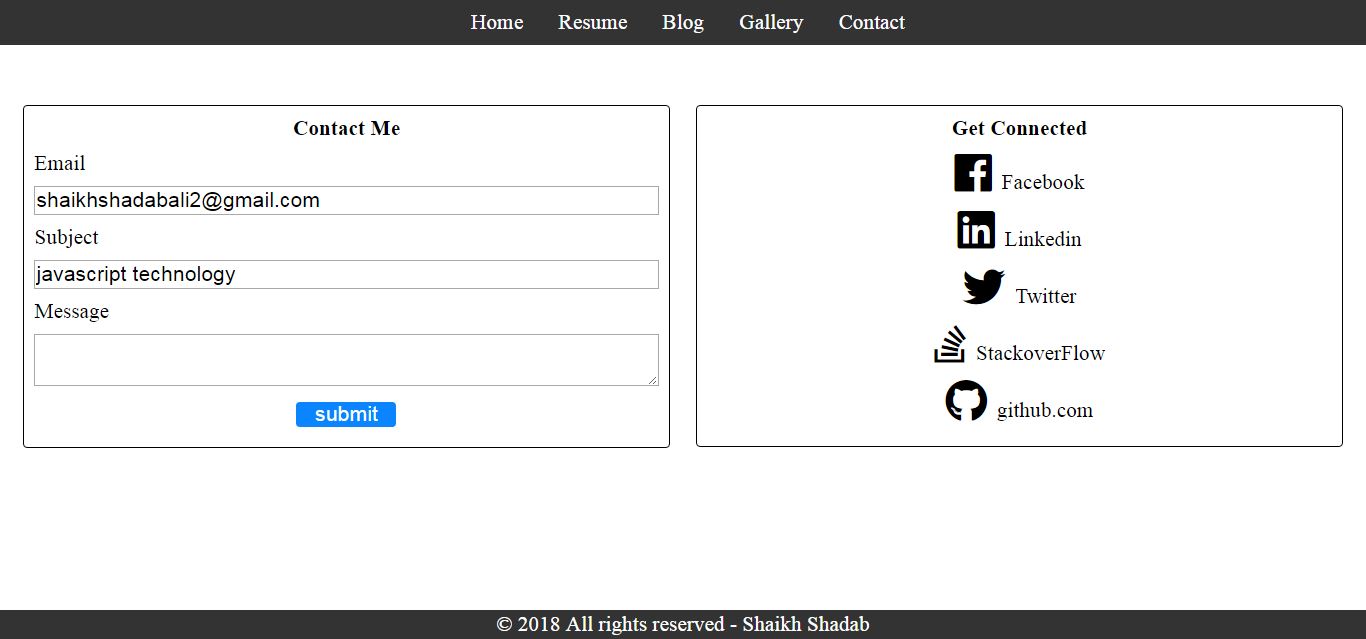 Home Resume Blog Gallery Contact
Contact Me
Email
shaikhshadabali2@gmail.com
Subject
javascript technology
Message
submit
Get Connected
Facebook
Linkedin
Twitter
StackoverFlow
github.com
© 2018 All rights reserved - Shaikh Shadab